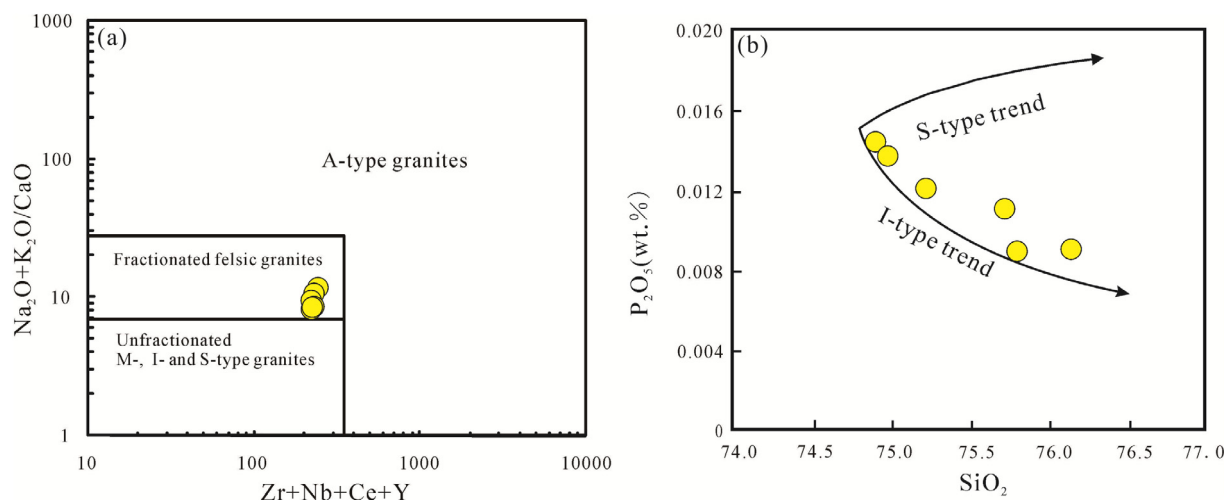 (a)
1000
100
10
1
Na₂O+K₂O/CaO
A-type granites
Fractionated felsic granites
Unfractionated
M-, I- and S-type granites
10
100
1000
10000
Zr+Nb+Ce+Y
(b)
0.020
0.016
0.012
0.008
0.004
0
P₂O₅(wt.%)
S-type trend
I-type trend
74.0
74.5
75.0
75.5
76.0
76.5
77.0
SiO₂